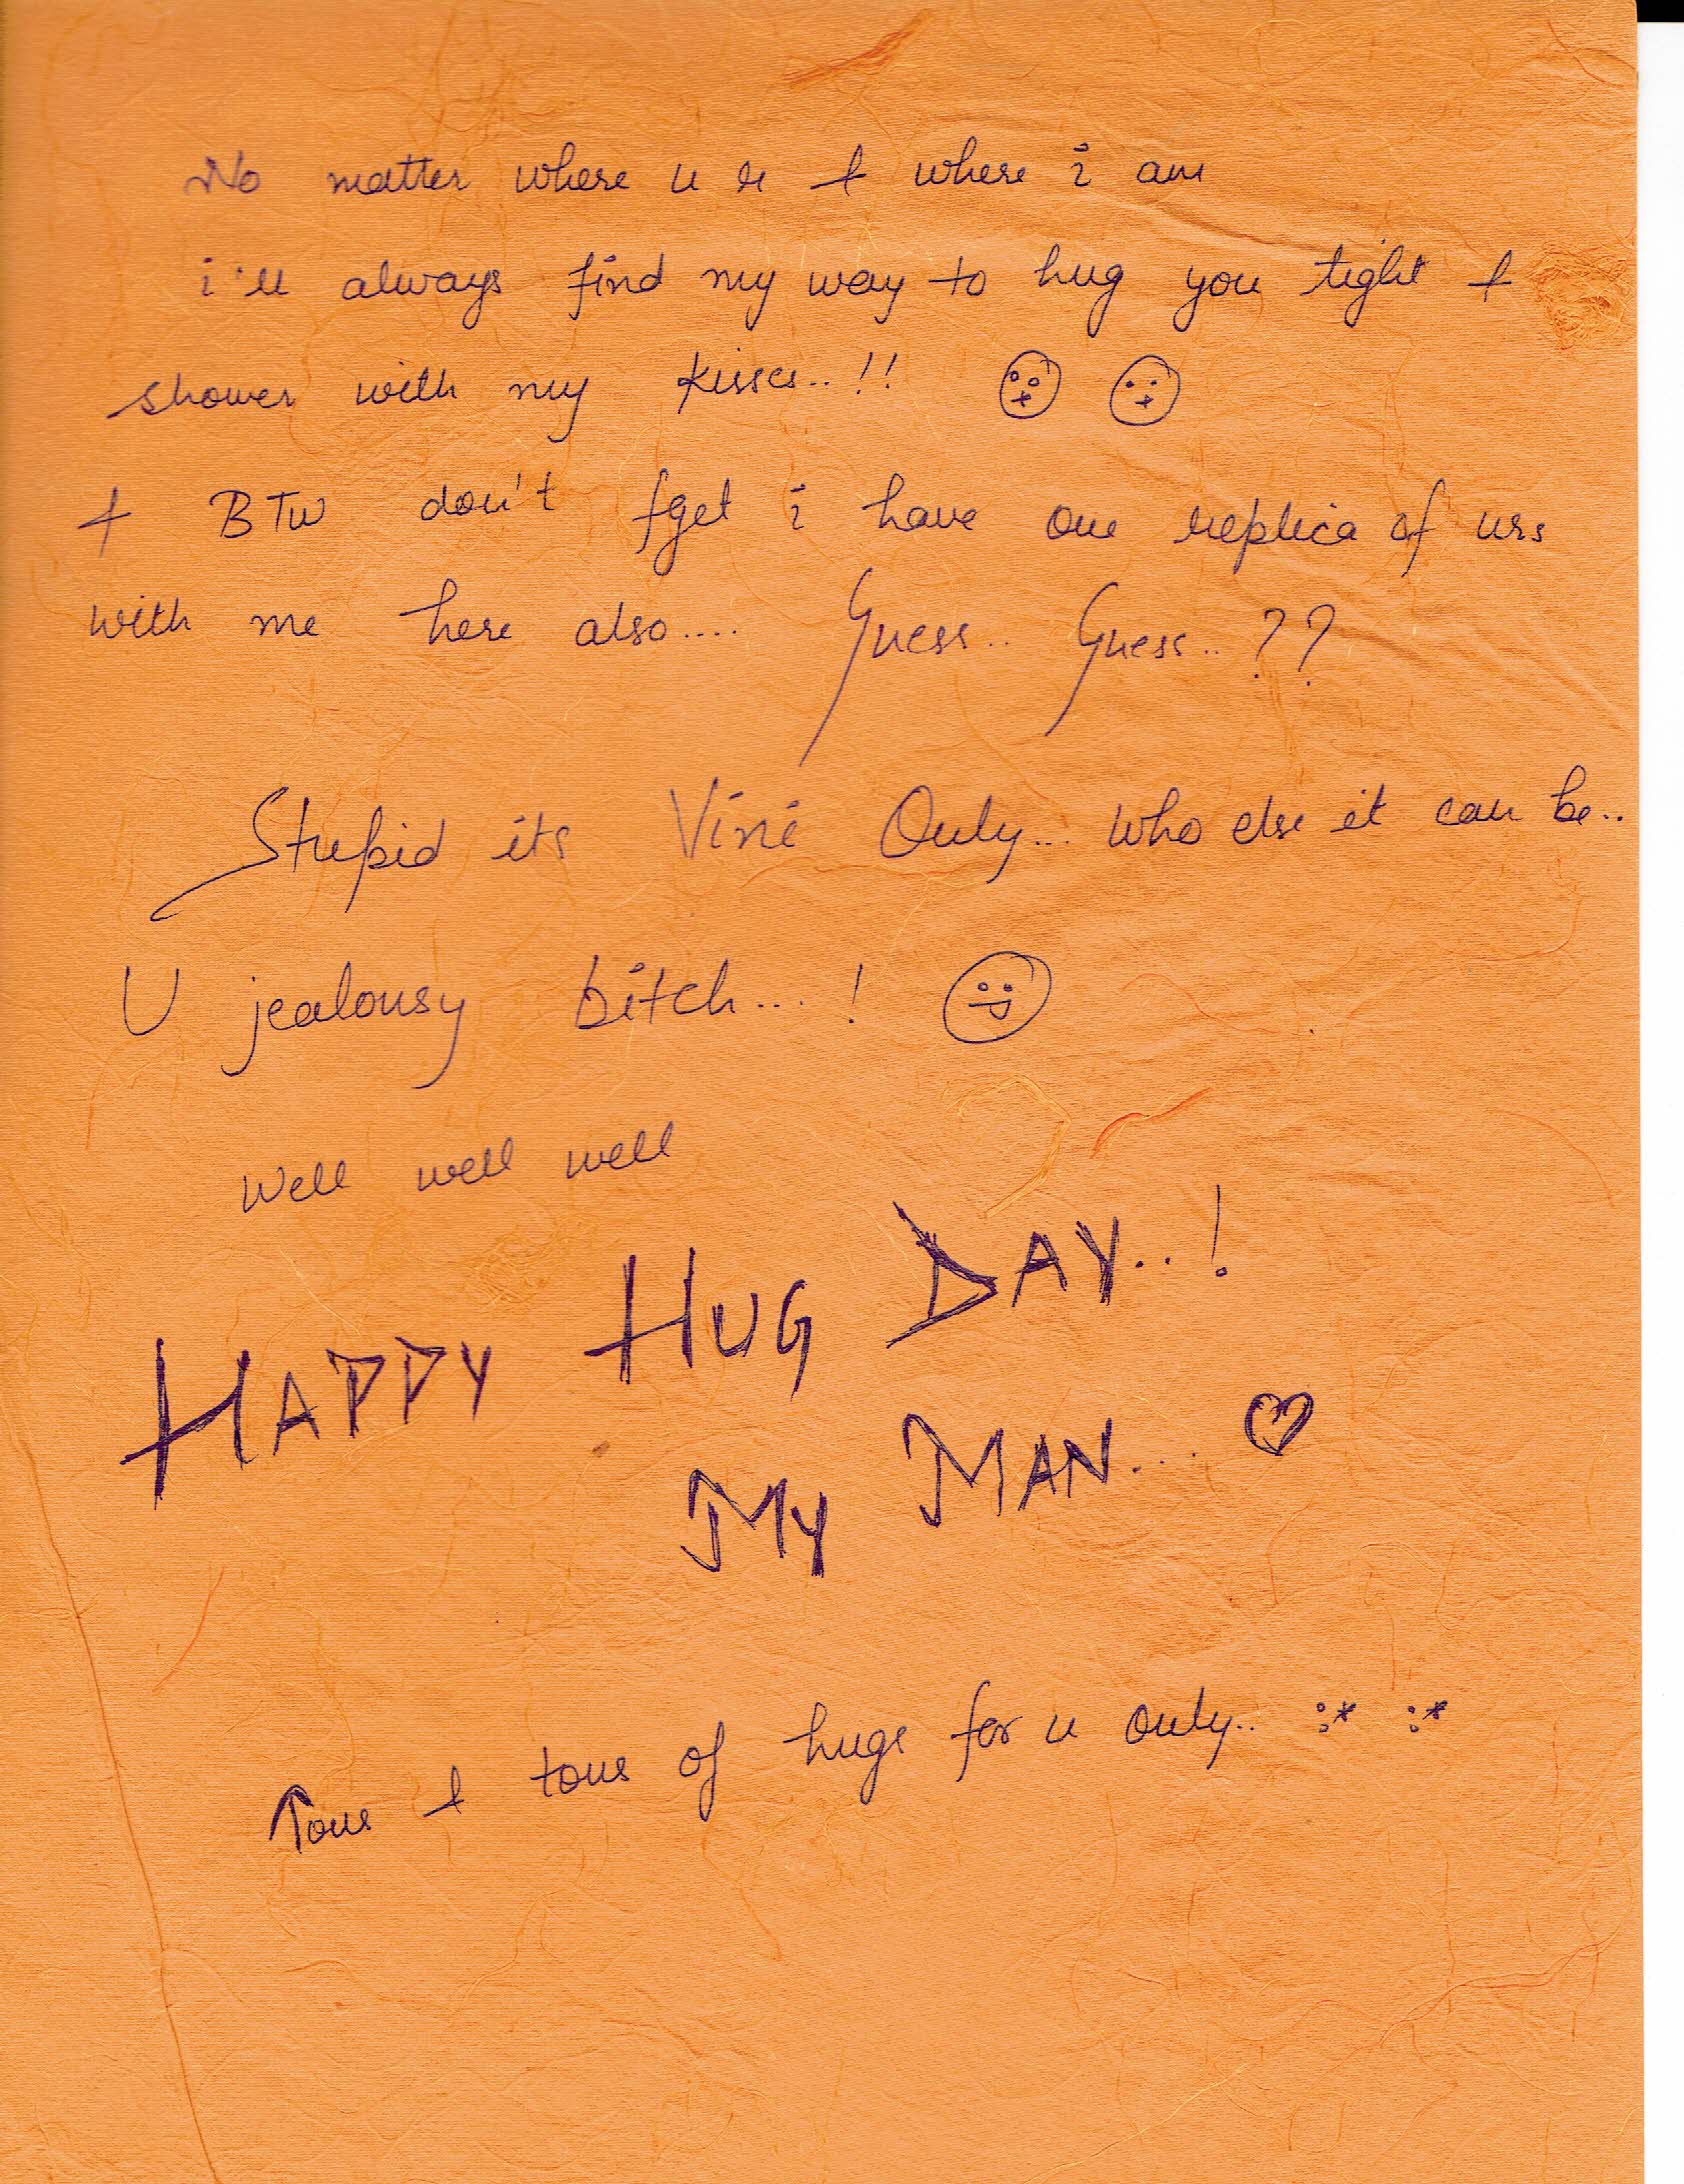 No matter where u r & where i am
i'll always find my way to hug you tight &
shower with my kisses..!!
& BTW don't fget i have one replica of urs
with me here also.... Guess.. Guess..??
Stupid its Vini Only... who else it can be..
U jealousy bitch...!
Well well well
HAPPY HUG DAY..!
MY MAN... ♡
Tons & tons of hugs for u only.. :* :*